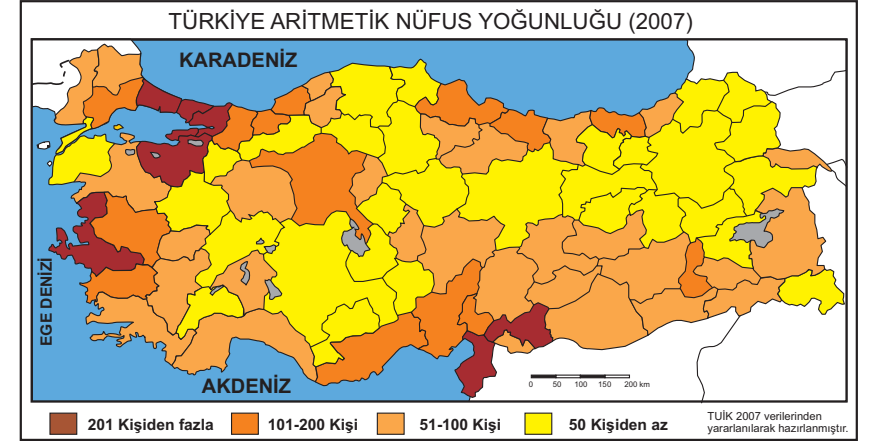 TÜRKİYE ARİTMETİK NÜFUS YOĞUNLUĞU (2007)
KARADENİZ
EGE DENİZİ
AKDENİZ
0 50 100 150 200 km
201 Kişiden fazla 101-200 Kişi 51-100 Kişi 50 Kişiden az
TUİK 2007 verilerinden
yararlanılarak hazırlanmıştır.